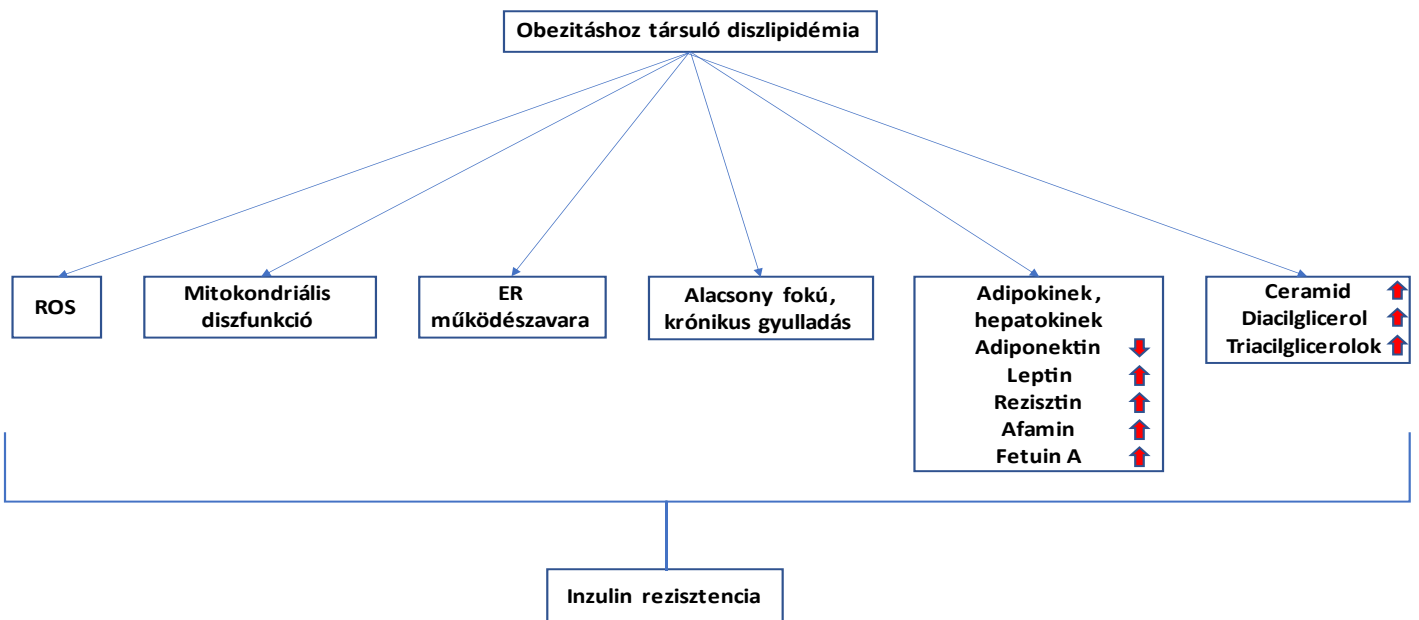 Obezitáshoz társuló diszlipidémia
ROS
Mitokondriális
diszfunkció
ER
működészavara
Alacsony fokú,
krónikus gyulladás
Adipokinek,
hepatokinek
Adiponektin
Leptin
Rezisztin
Afamin
Fetuin A
Ceramid
Diacilglicerol
Triacilglicerolok
Inzulin rezisztencia